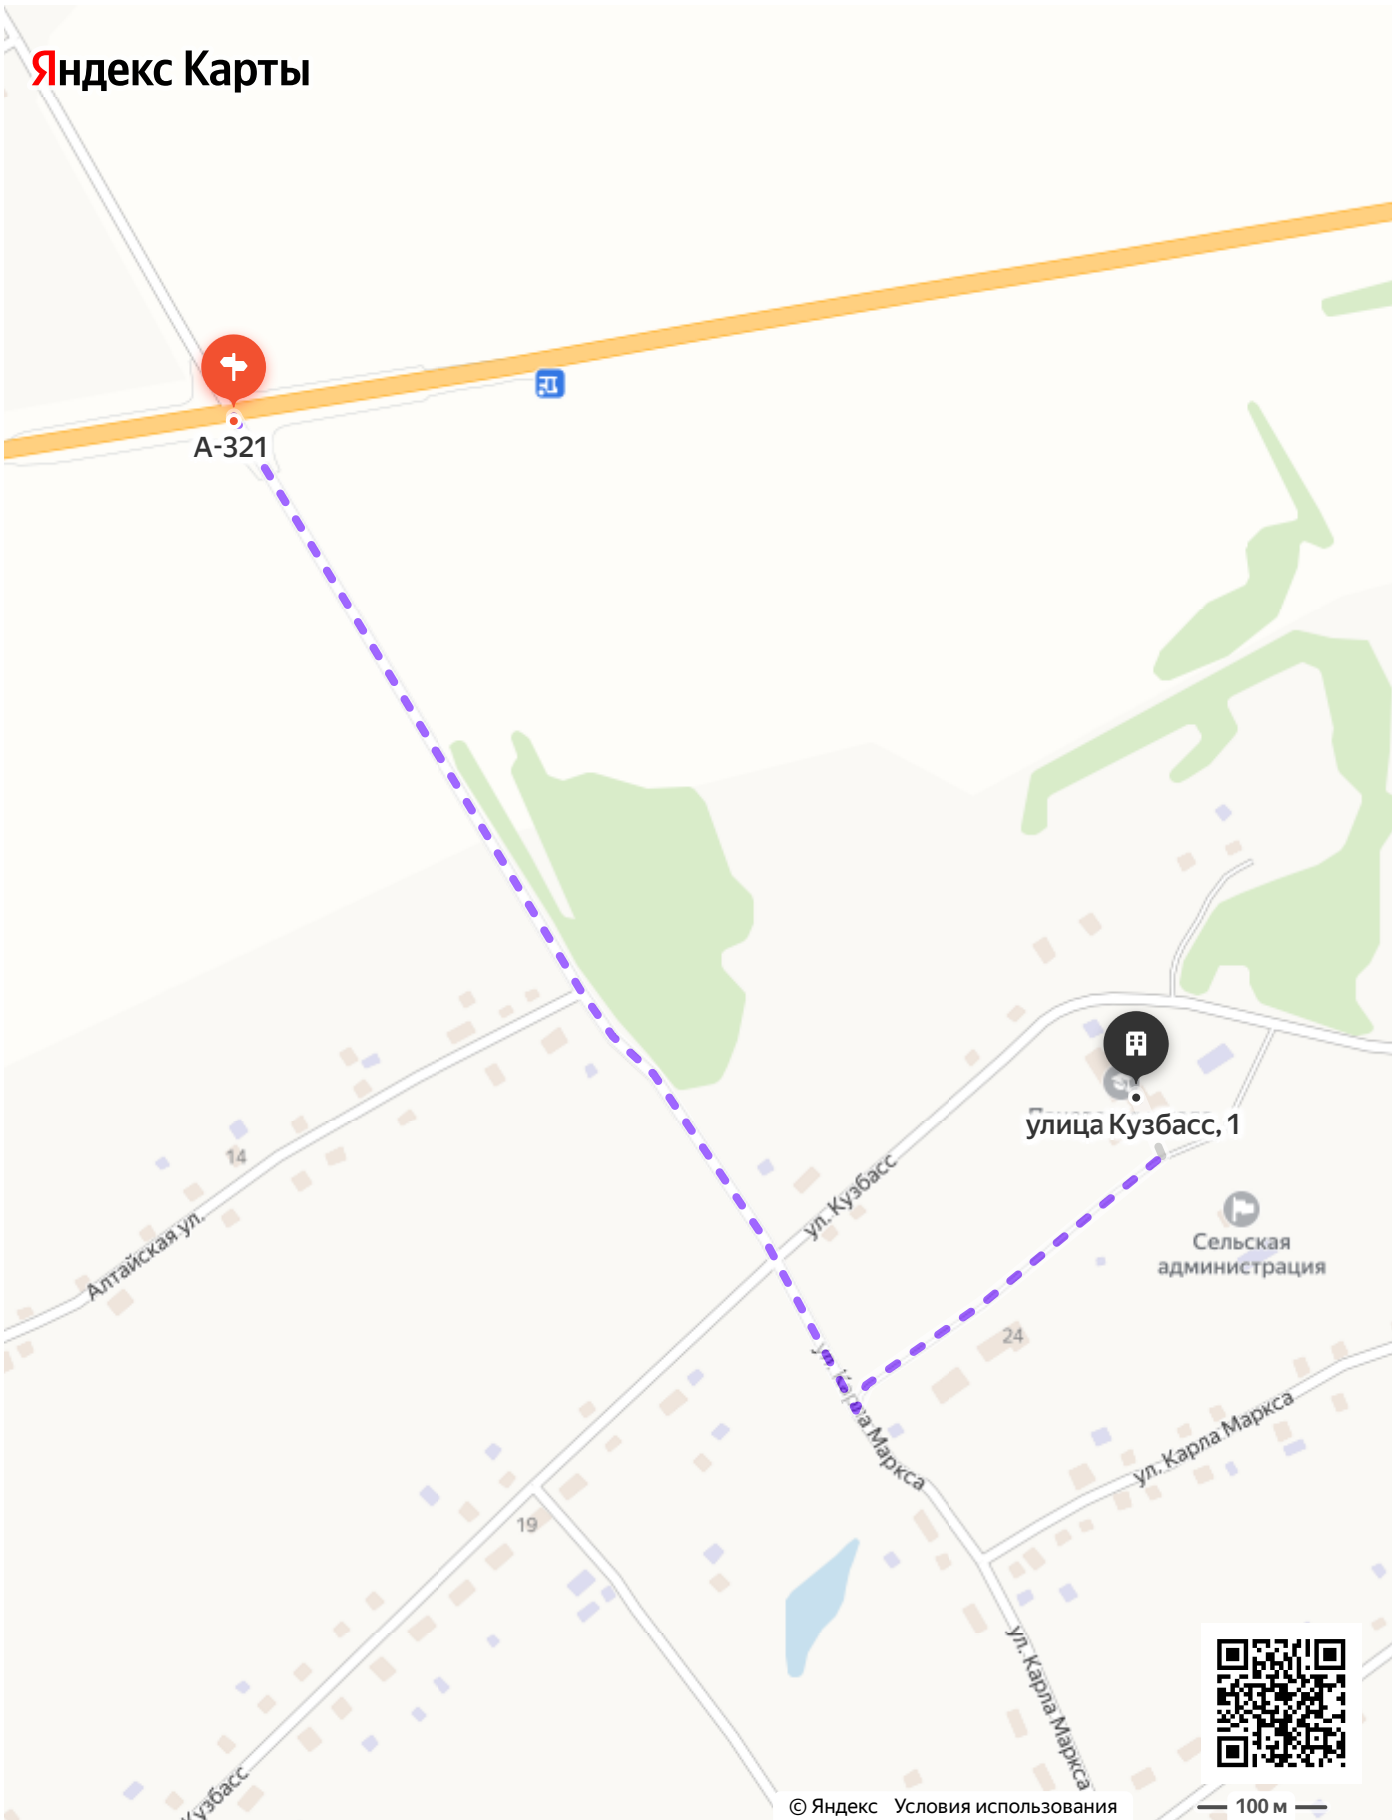 Яндекс Карты
А-321
улица Кузбасс, 1
ул. Кузбасс
14
Алтайская ул.
Сельская
администрация
24
ул. Карла Маркса
ул. Карла Маркса
19
ул. Карла Маркса
Кузбасс
© Яндекс Условия использования
100 м